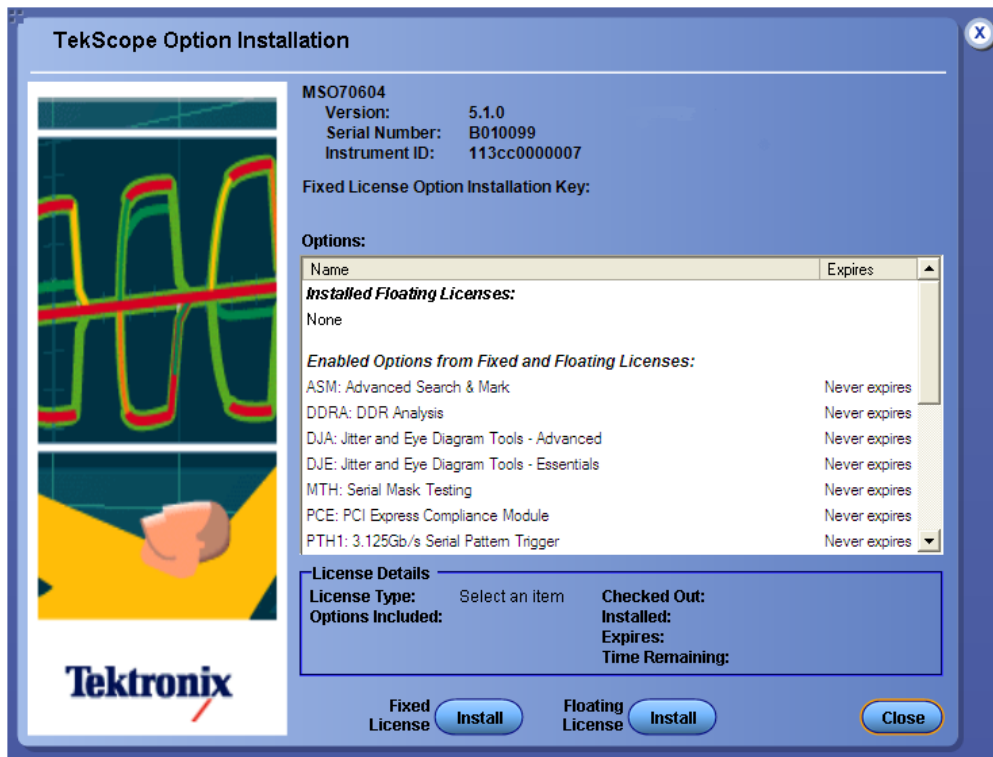 TekScope Option Installation
X
MSO70604
Version: 5.1.0
Serial Number: B010099
Instrument ID: 113cc0000007
Fixed License Option Installation Key:
Options:
Name Expires
Installed Floating Licenses:
None
Enabled Options from Fixed and Floating Licenses:
ASM: Advanced Search & Mark Never expires
DDRA: DDR Analysis Never expires
DJA: Jitter and Eye Diagram Tools - Advanced Never expires
DJE: Jitter and Eye Diagram Tools - Essentials Never expires
MTH: Serial Mask Testing Never expires
PCE: PCI Express Compliance Module Never expires
PTH1: 3.125Gb/s Serial Pattern Trigger Never expires
License Details
License Type: Select an item Checked Out:
Options Included: Installed:
Expires:
Time Remaining:
Tektronix
Fixed License Install Floating License Install Close